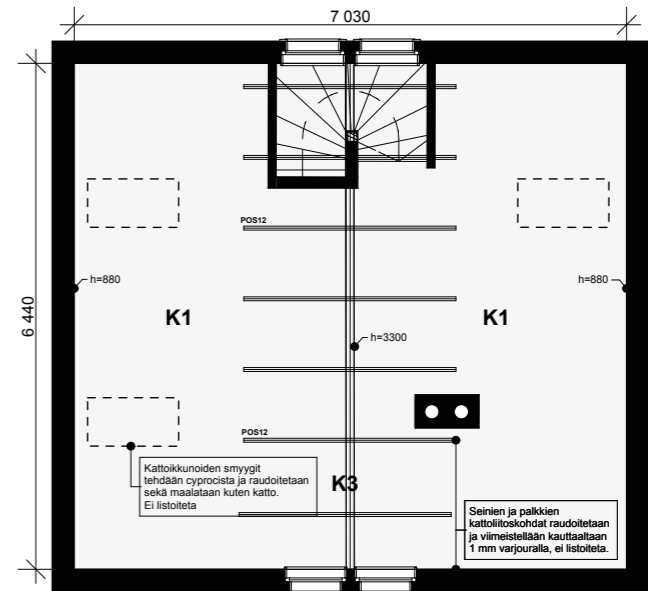 7 030
6 440
POS12
h=880
h=880
K1
K1
h=3300
POS12
Kattoikkunoiden smyygit
tehdään cyprocista ja raudoitetaan
sekä maalataan kuten katto.
Ei listoiteta
K3
Seinien ja palkkien
kattoliitoskohdat raudoitetaan
ja viimeistellään kauttaaltaan
1 mm varjouralla, ei listoiteta.